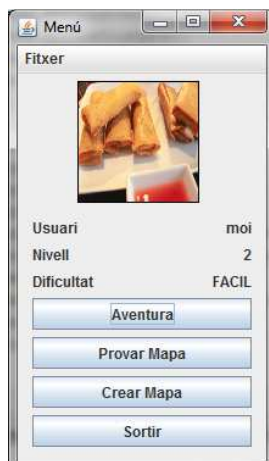 Menú
Fitxer
Usuari moi
Nivell 2
Dificultat FACIL
Aventura
Provar Mapa
Crear Mapa
Sortir